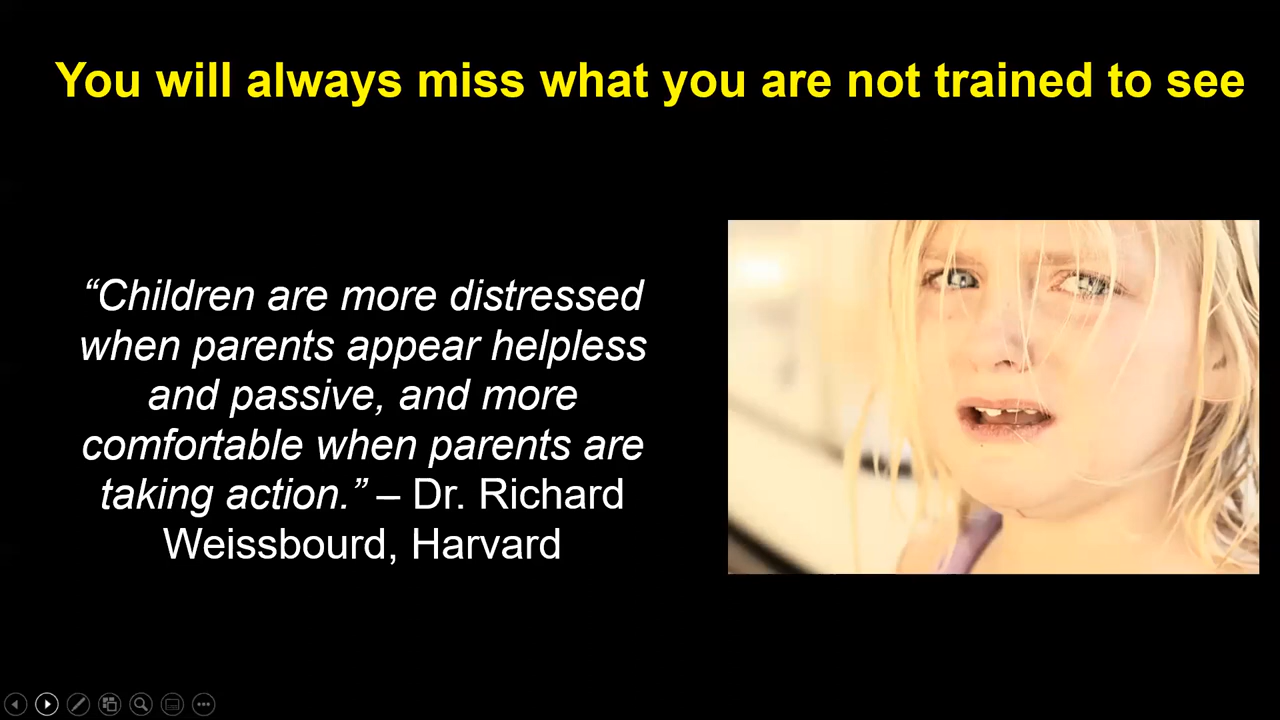 You will always miss what you are not trained to see
“Children are more distressed
when parents appear helpless
and passive, and more
comfortable when parents are
taking action.” – Dr. Richard
Weissbourd, Harvard